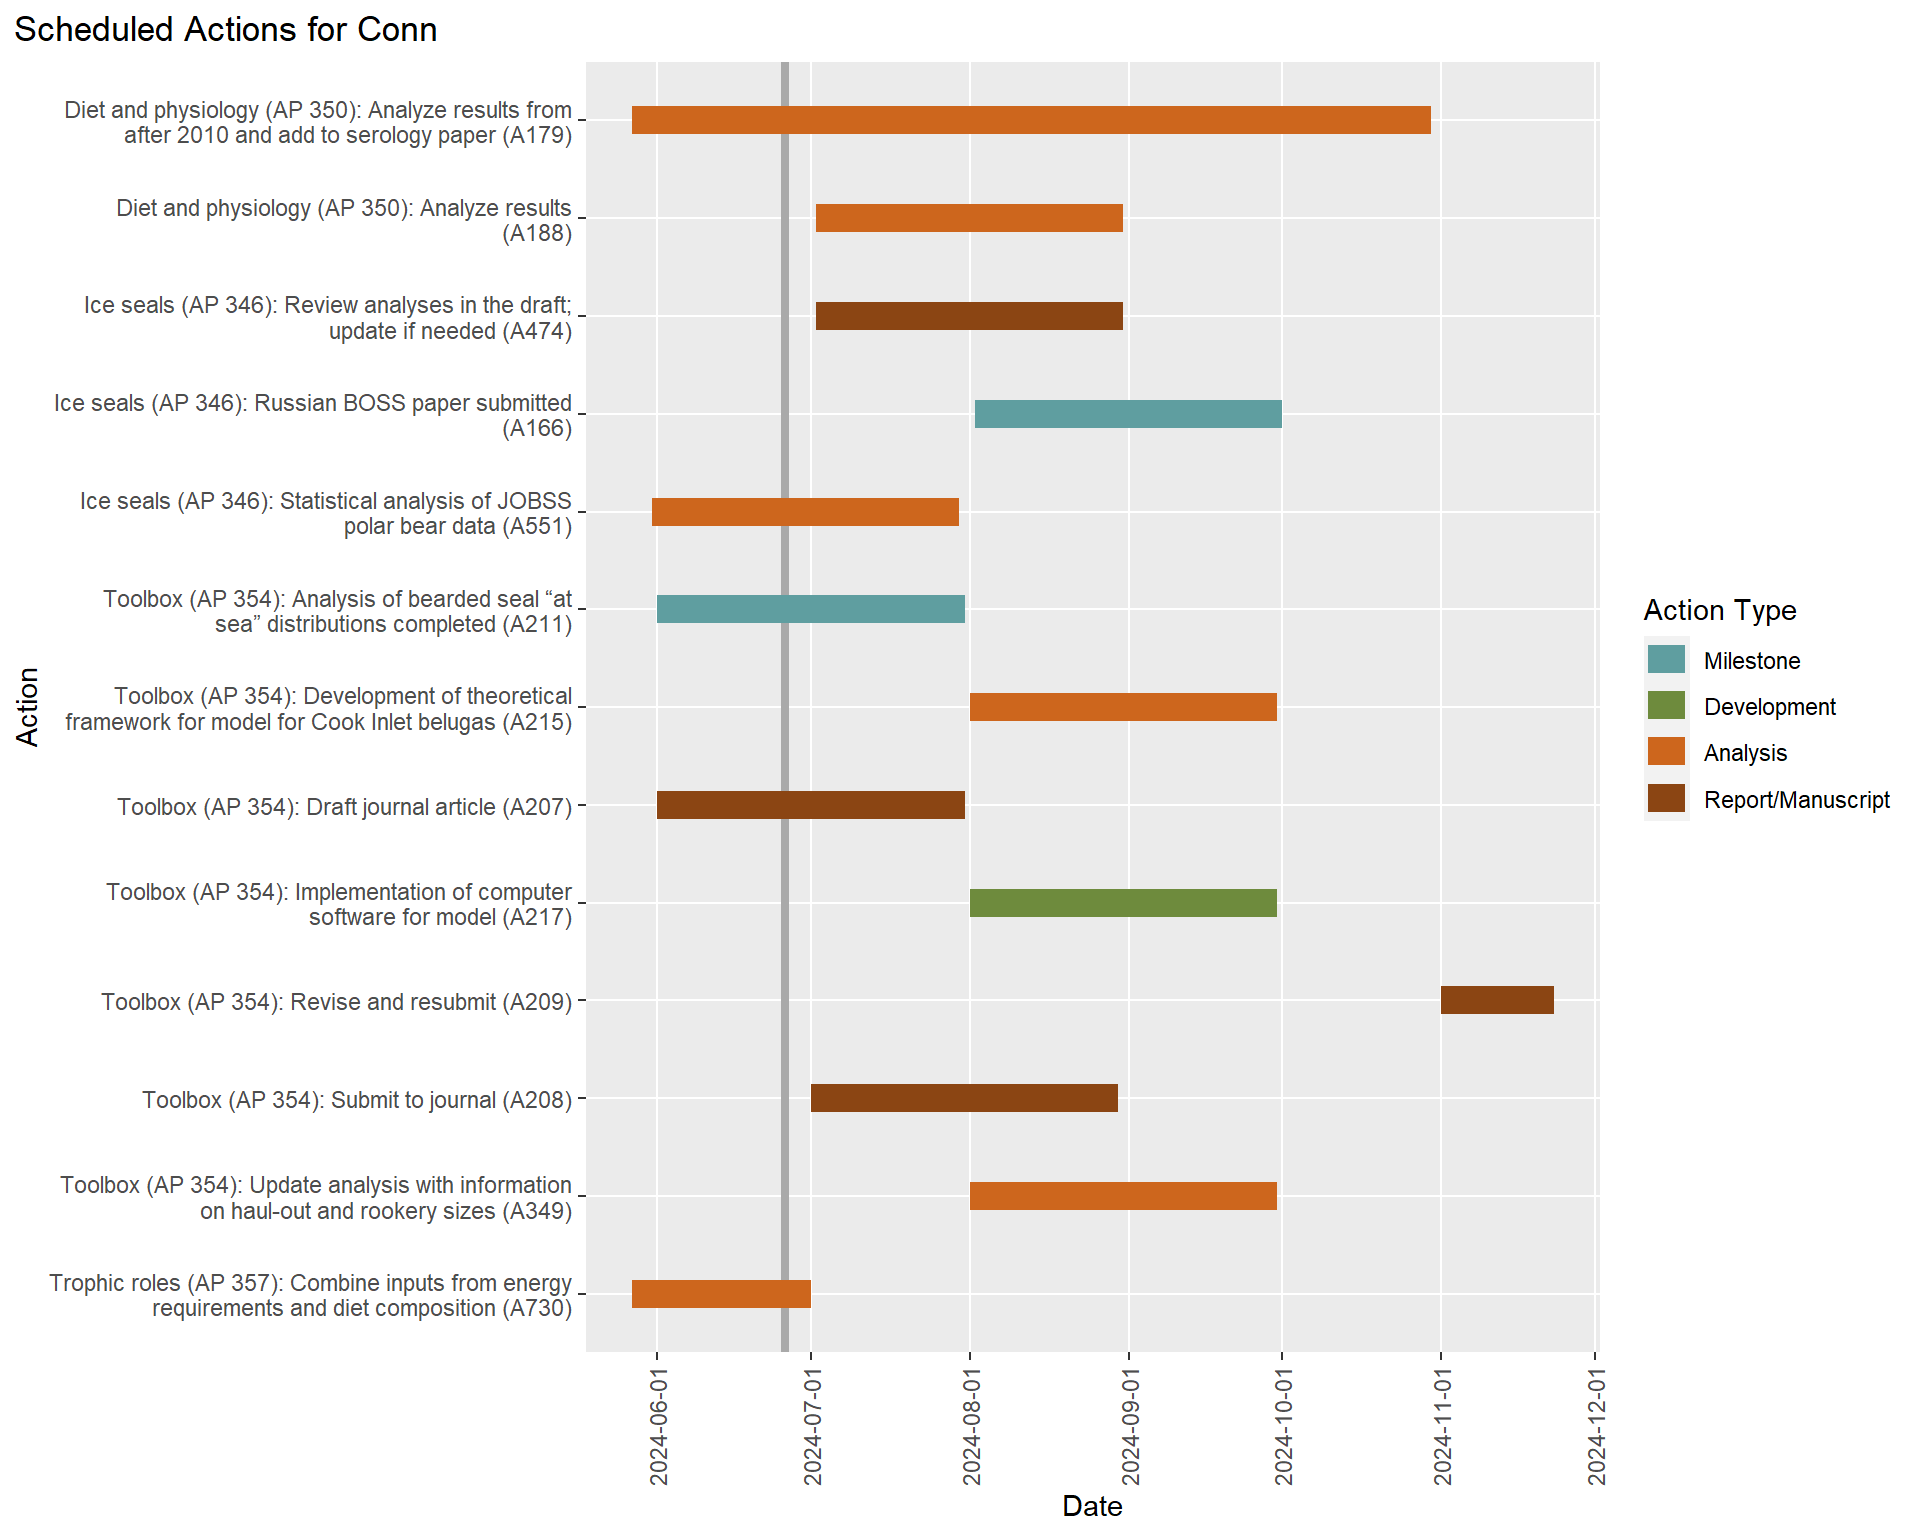 Scheduled Actions for Conn
Diet and physiology (AP 350): Analyze results from
after 2010 and add to serology paper (A179)
Diet and physiology (AP 350): Analyze results
(A188)
Ice seals (AP 346): Review analyses in the draft;
update if needed (A474)
Ice seals (AP 346): Russian BOSS paper submitted
(A166)
Ice seals (AP 346): Statistical analysis of JOBSS
polar bear data (A551)
Toolbox (AP 354): Analysis of bearded seal “at
sea” distributions completed (A211)
Toolbox (AP 354): Development of theoretical
framework for model for Cook Inlet belugas (A215)
Toolbox (AP 354): Draft journal article (A207)
Toolbox (AP 354): Implementation of computer
software for model (A217)
Toolbox (AP 354): Revise and resubmit (A209)
Toolbox (AP 354): Submit to journal (A208)
Toolbox (AP 354): Update analysis with information
on haul-out and rookery sizes (A349)
Trophic roles (AP 357): Combine inputs from energy
requirements and diet composition (A730)
Action
2024-06-01
2024-07-01
2024-08-01
2024-09-01
2024-10-01
2024-11-01
2024-12-01
Date
Action Type
Milestone
Development
Analysis
Report/Manuscript